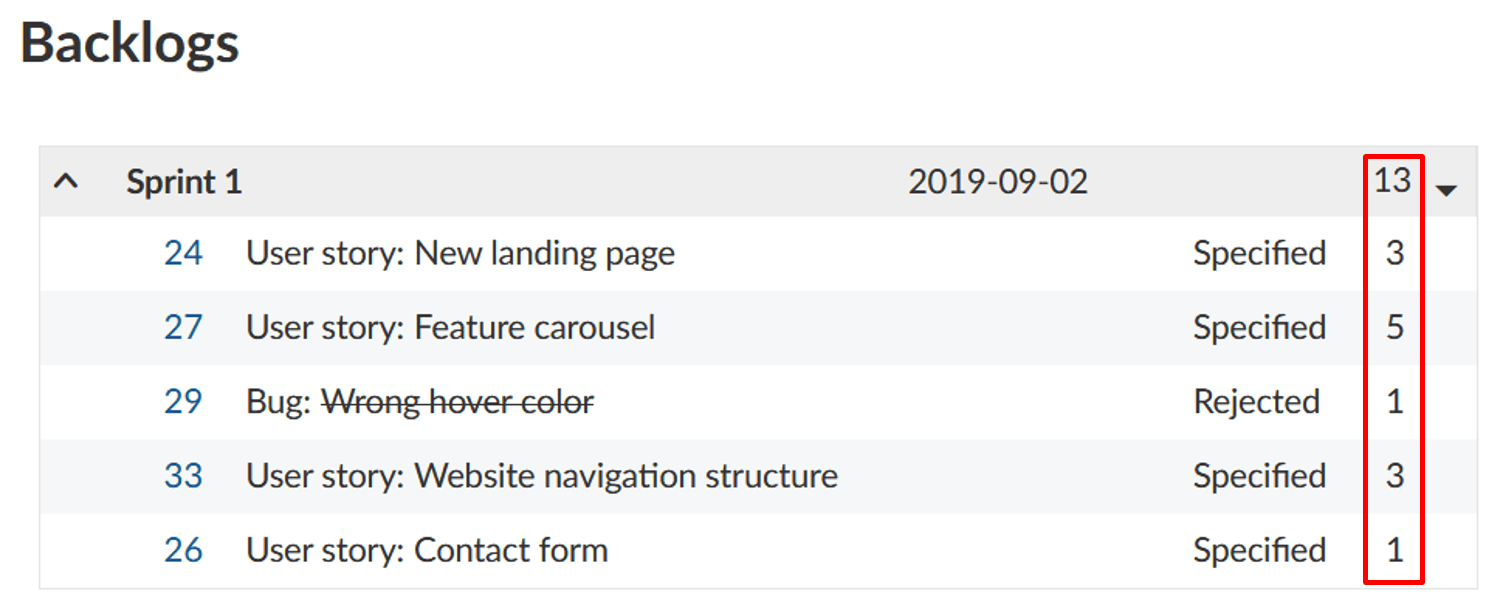 Backlogs
Sprint 1 2019-09-02 13
24 User story: New landing page Specified 3
27 User story: Feature carousel Specified 5
29 Bug: Wrong hover color Rejected 1
33 User story: Website navigation structure Specified 3
26 User story: Contact form Specified 1